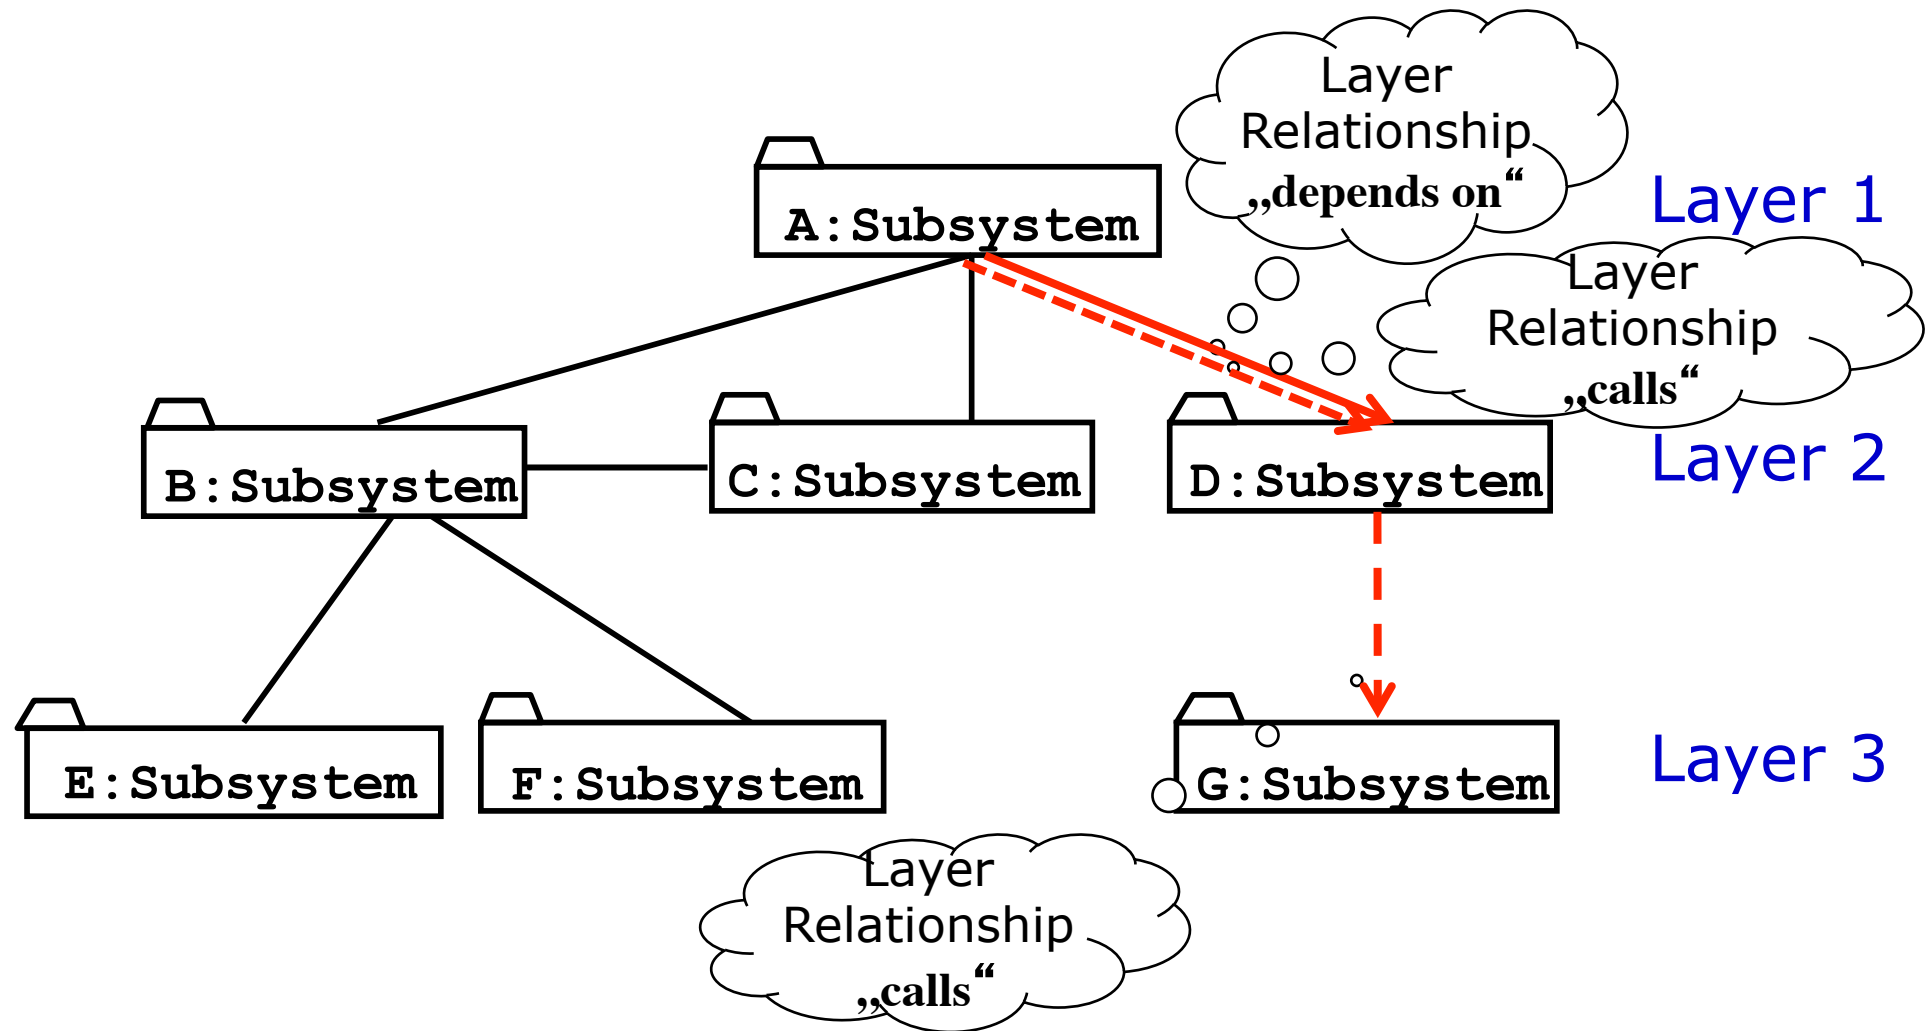 Layer
Relationship
„depends on“
Layer 1
A:Subsystem
Layer
Relationship
„calls“
Layer 2
B:Subsystem
C:Subsystem
D:Subsystem
Layer 3
E:Subsystem
F:Subsystem
G:Subsystem
Layer
Relationship
„calls“